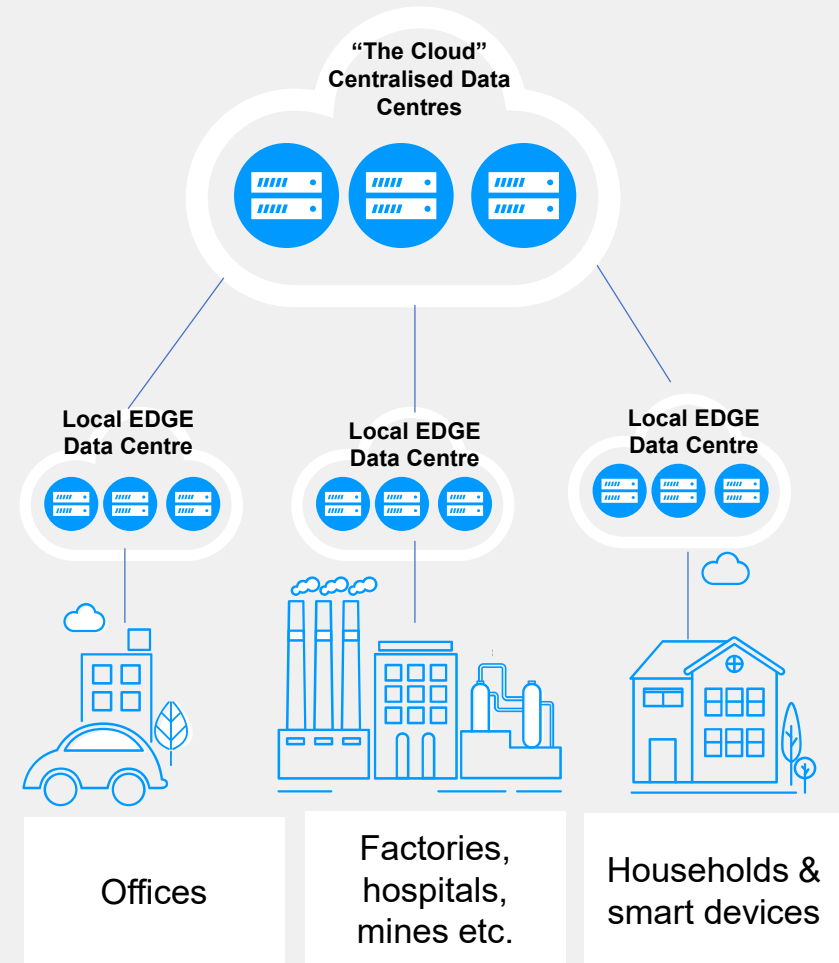 “The Cloud”
Centralised Data
Centres
Local EDGE
Data Centre
Local EDGE
Data Centre
Local EDGE
Data Centre
Offices
Factories,
hospitals,
mines etc.
Households &
smart devices